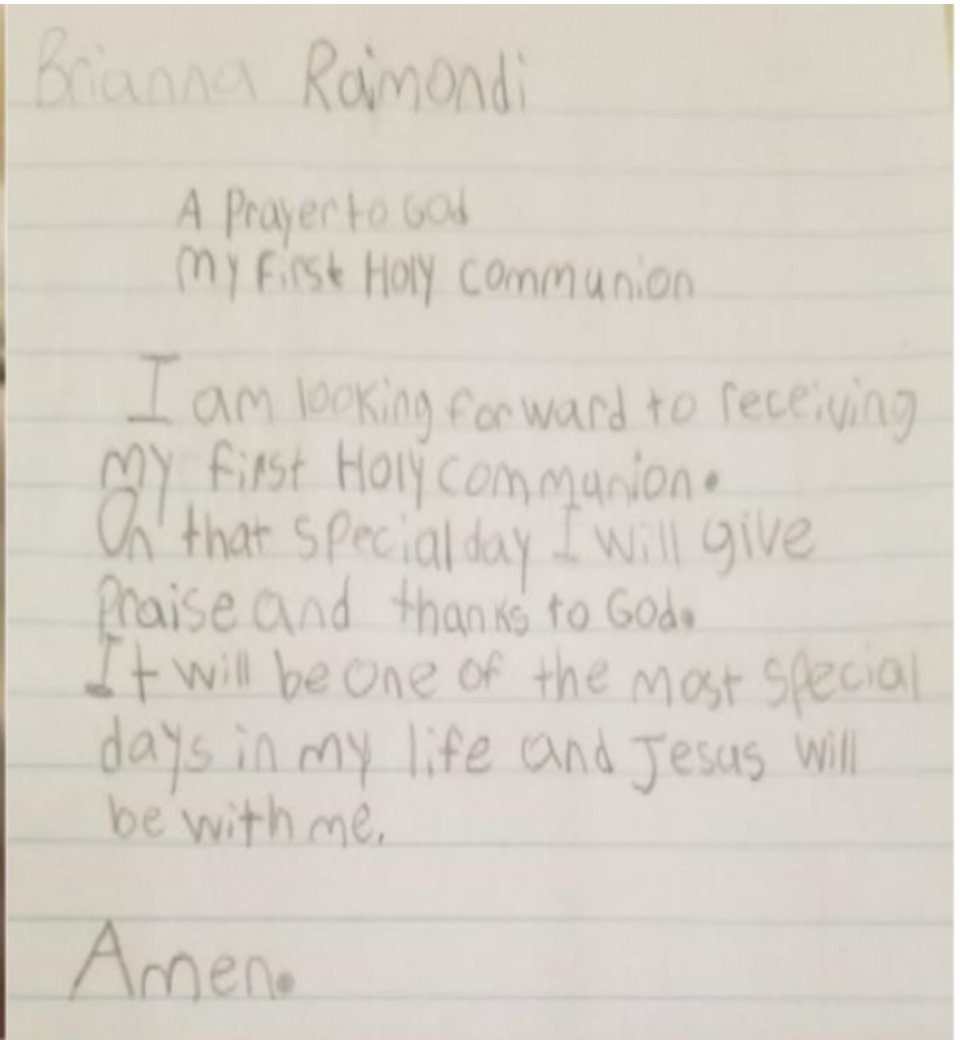 Brianna Raimondi
A Prayer to God
My First Holy Communion
I am looking forward to receiving
my first Holy Communion.
On that special day I will give
praise and thanks to God.
It will be one of the most special
days in my life and Jesus will
be with me.
Amen.